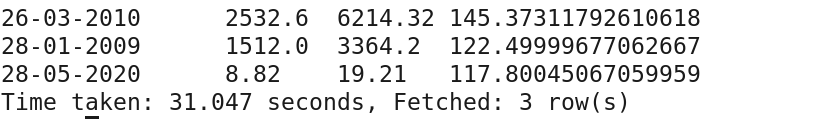 26-03-2010      2532.6  6214.32 145.37311792610618
28-01-2009      1512.0  3364.2  122.49999677062667
28-05-2020      8.82    19.21   117.80045067059959
Time taken: 31.047 seconds, Fetched: 3 row(s)